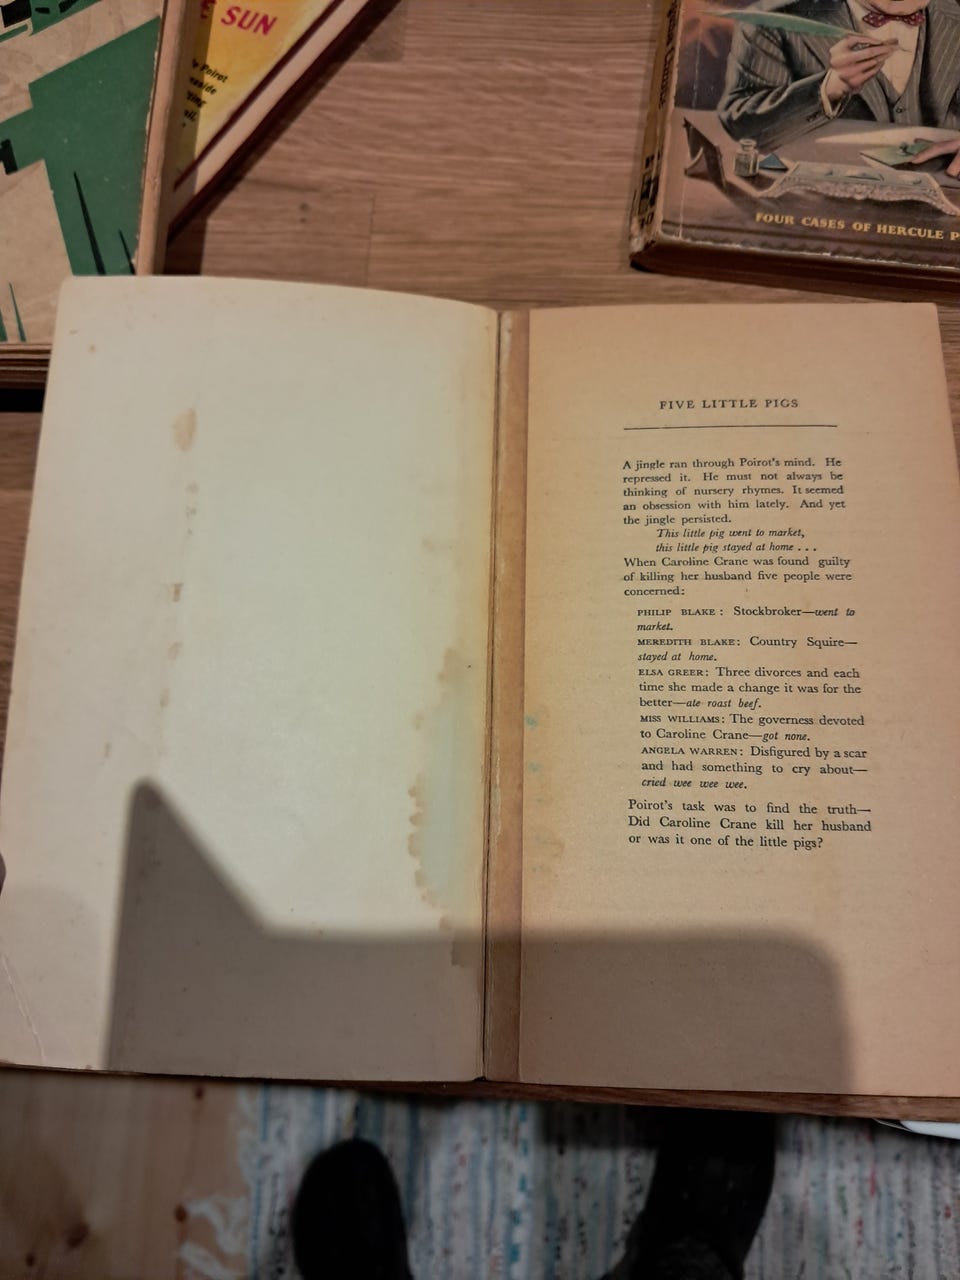 SUN
Poirot
FOUR CASES OF HERCULE
FIVE LITTLE PIGS
A jingle ran through Poirot's mind. He
repressed it. He must not always be
thinking of nursery rhymes. It seemed
an obsession with him lately. And yet
the jingle persisted.
This little pig went to market,
this little pig stayed at home . . .
When Caroline Crane was found guilty
of killing her husband five people were
concerned:
PHILIP BLAKE: Stockbroker—went to
market.
MEREDITH BLAKE: Country Squire—
stayed at home.
ELSA GREER: Three divorces and each
time she made a change it was for the
better—ate roast beef.
MISS WILLIAMS: The governess devoted
to Caroline Crane—got none.
ANGELA WARREN: Disfigured by a scar
and had something to cry about—
cried wee wee wee.
Poirot's task was to find the truth—
Did Caroline Crane kill her husband
or was it one of the little pigs?